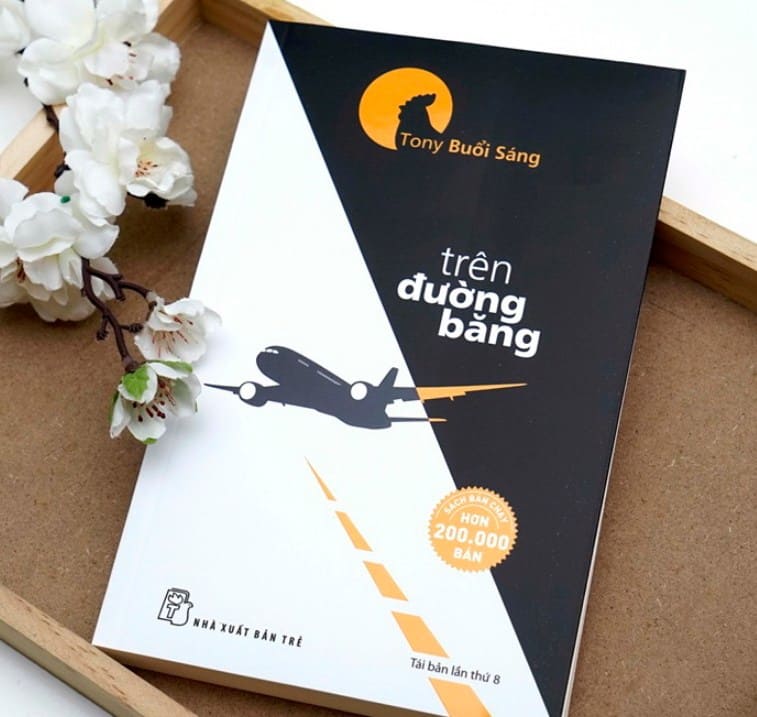 Tony Buổi Sáng
trên
đường
băng
SÁCH BÁN CHẠY
HƠN
200.000
BẢN
NHÀ XUẤT BẢN TRẺ
Tái bản lần thứ 8